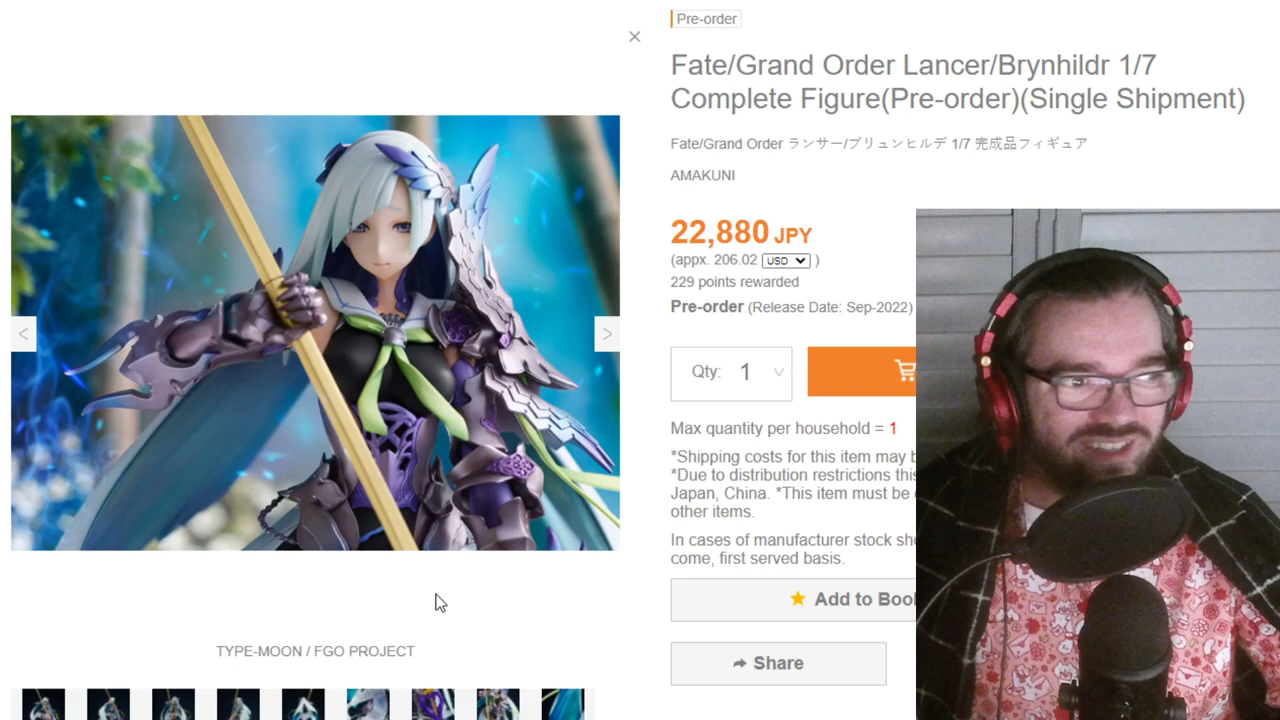 Pre-order
Fate/Grand Order Lancer/Brynhildr 1/7
Complete Figure(Pre-order)(Single Shipment)
Fate/Grand Order ランサー/ブリュンヒルデ 1/7 完成品フィギュア
AMAKUNI
22,880 JPY
(appx. 206.02 USD )
229 points rewarded
Pre-order (Release Date: Sep-2022)
Qty: 1
Max quantity per household = 1
*Shipping costs for this item may
*Due to distribution restrictions this
Japan, China. *This item must be
other items.
In cases of manufacturer stock
come, first served basis.
Add to
Share
TYPE-MOON / FGO PROJECT